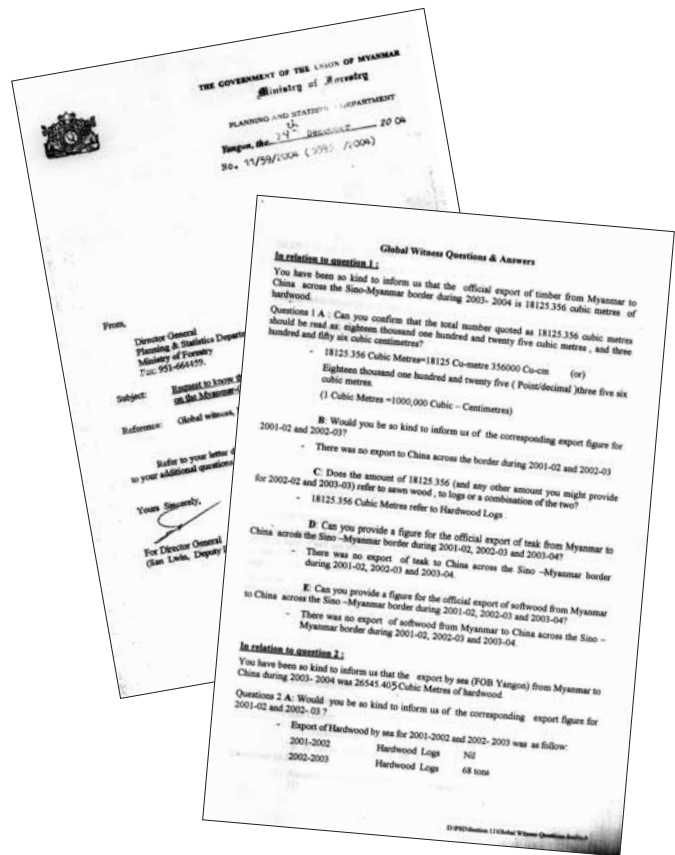 THE GOVERNMENT OF THE UNION OF MYANMAR
Ministry of Forestry
PLANNING AND STATISTICS DEPARTMENT
Yangon, the 24th December 2004
No. 11/59/2004 (5595 /2004)
From,
Director General
Planning & Statistics
Ministry of Forestry
Fax: 951-664459.
Subject: Request to know
on the
Reference: Global witness,
Refer to your letter
to your additional questions
Yours Sincerely,
For Director General
(San Lwin, Deputy
Global Witness Questions & Answers
In relation to question 1 :
You have been so kind to inform us that the official export of timber from Myanmar to
China across the Sino-Myanmar border during 2003- 2004 is 18125.356 cubic metres of
hardwood.
Questions 1 A : Can you confirm that the total number quoted as 18125.356 cubic metres
should be read as: eighteen thousand one hundred and twenty five cubic metres , and three
hundred and fifty six cubic centimetres?
- 18125.356 Cubic Metres=18125 Cu-metre 356000 Cu-cm (or)
Eighteen thousand one hundred and twenty five ( Point/decimal )three five six
cubic metres.
(1 Cubic Metres =1000,000 Cubic – Centimetres)
B: Would you be so kind to inform us of the corresponding export figure for
2001-02 and 2002-03?
- There was no export to China across the border during 2001-02 and 2002-03
C: Does the amount of 18125.356 (and any other amount you might provide
for 2002-02 and 2003-03) refer to sawn wood , to logs or a combination of the two?
- 18125.356 Cubic Metres refer to Hardwood Logs .
D: Can you provide a figure for the official export of teak from Myanmar to
China across the Sino –Myanmar border during 2001-02, 2002-03 and 2003-04?
- There was no export of teak to China across the Sino –Myanmar border
during 2001-02, 2002-03 and 2003-04.
E: Can you provide a figure for the official export of softwood from Myanmar
to China across the Sino –Myanmar border during 2001-02, 2002-03 and 2003-04?
- There was no export of softwood from Myanmar to China across the Sino –
Myanmar border during 2001-02, 2002-03 and 2003-04.
In relation to question 2 :
You have been so kind to inform us that the export by sea (FOB Yangon) from Myanmar to
China during 2003- 2004 was 26545.405 Cubic Metres of hardwood.
Questions 2 A: Would you be so kind to inform us of the corresponding export figure for
2001-02 and 2002- 03 ?
- Export of Hardwood by sea for 2001-2002 and 2002- 2003 was as follow:
2001-2002 Hardwood Logs Nil
2002-2003 Hardwood Logs 68 tons
Global Witness Questions